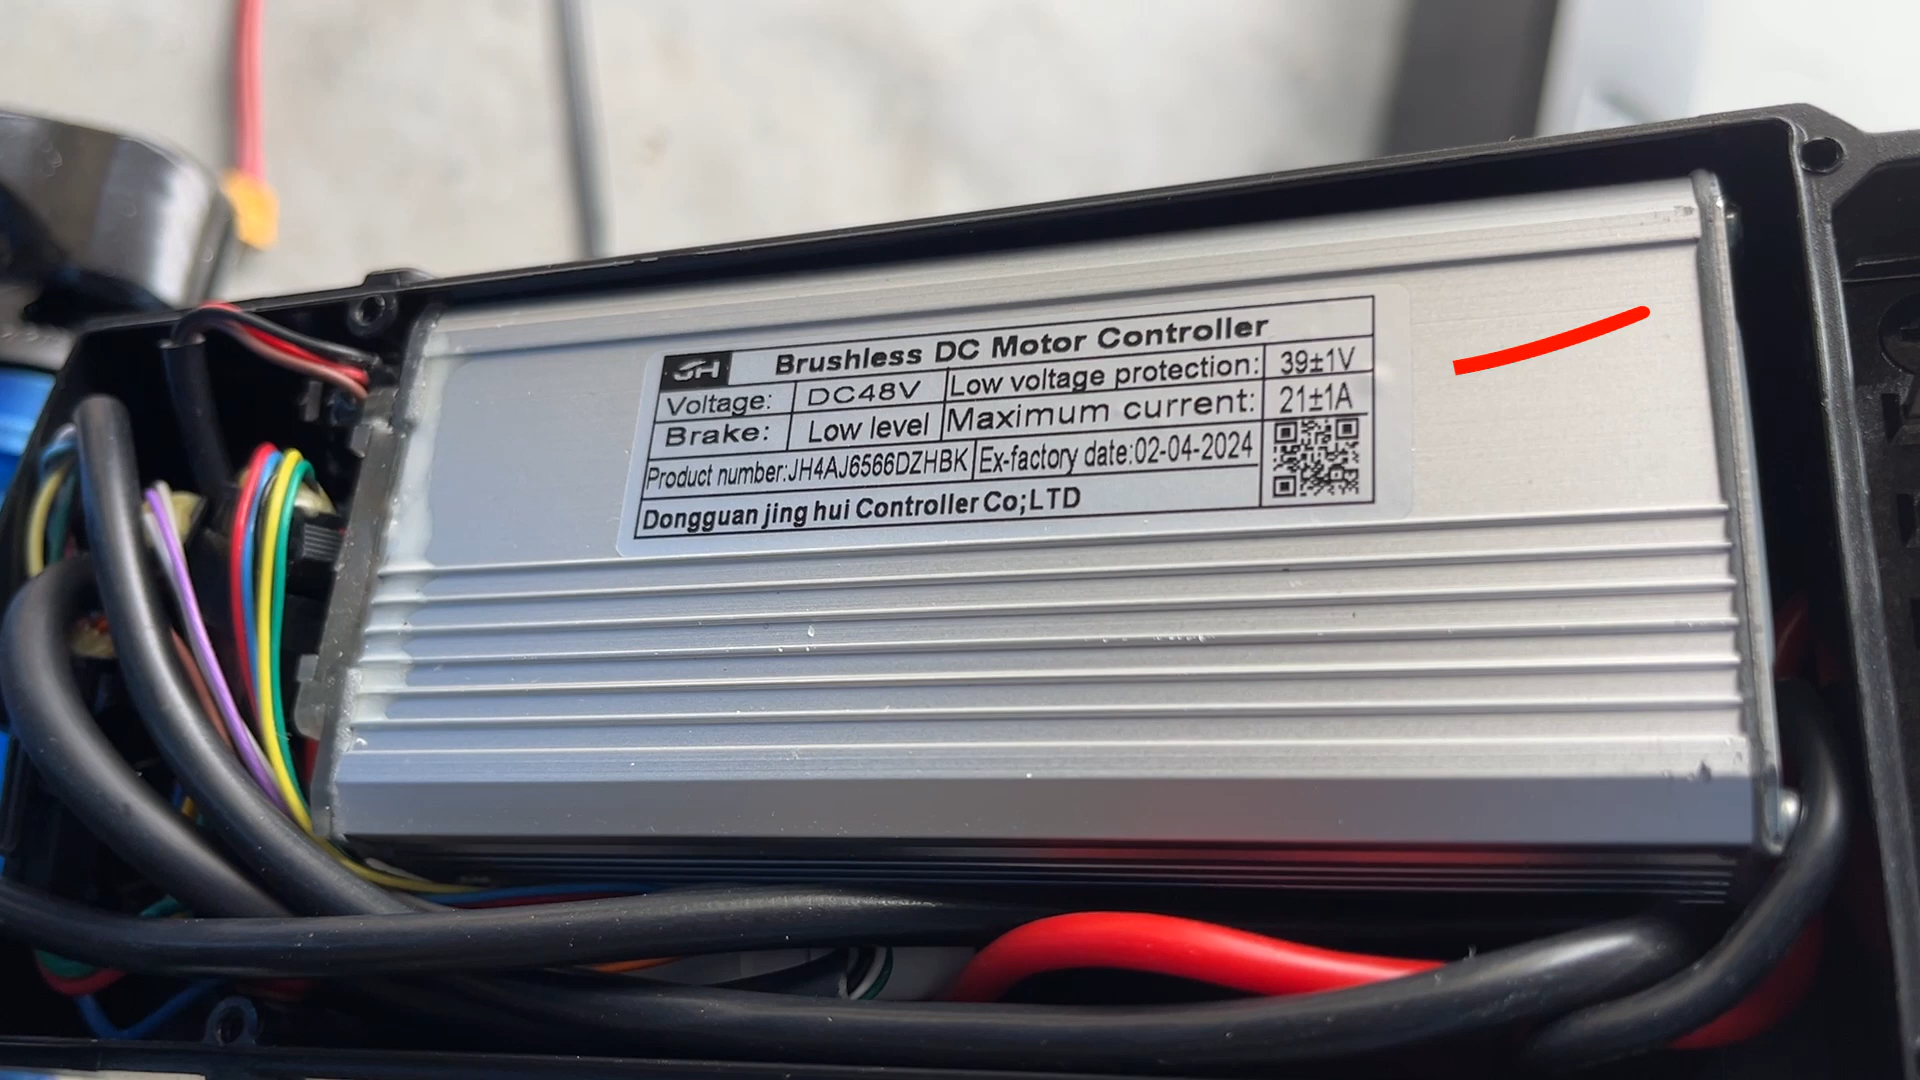 JH Brushless DC Motor Controller
Voltage: DC48V Low voltage protection: 39±1V
Brake: Low level Maximum current: 21±1A
Product number:JH4AJ6566DZHBK Ex-factory date:02-04-2024
Dongguan jing hui Controller Co;LTD